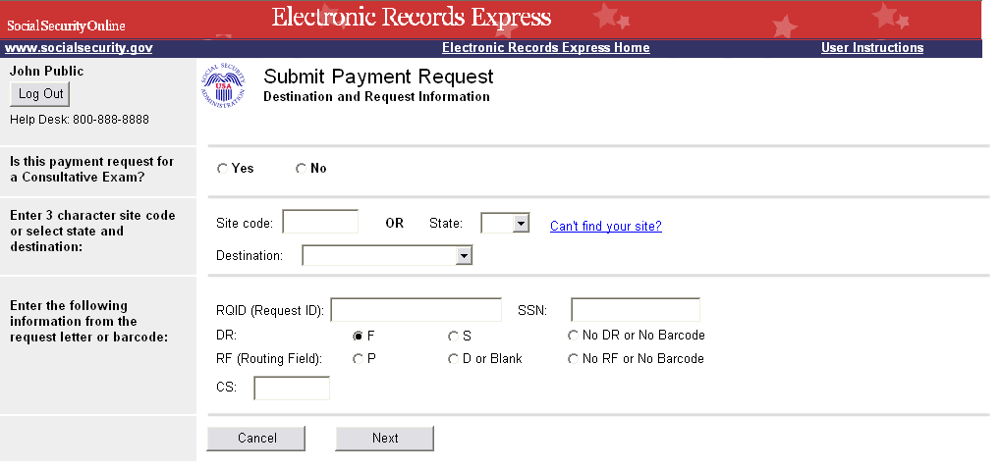 Social Security Online
Electronic Records Express
www.socialsecurity.gov
Electronic Records Express Home
User Instructions
John Public
Log Out
Help Desk: 800-888-8888
SOCIAL SECURITY ADMINISTRATION
USA
Submit Payment Request
Destination and Request Information
Is this payment request for
a Consultative Exam?
Yes No
Enter 3 character site code
or select state and
destination:
Site code: OR State: Can't find your site?
Destination:
Enter the following
information from the
request letter or barcode:
RQID (Request ID): SSN:
DR: F S No DR or No Barcode
RF (Routing Field): P D or Blank No RF or No Barcode
CS:
Cancel Next